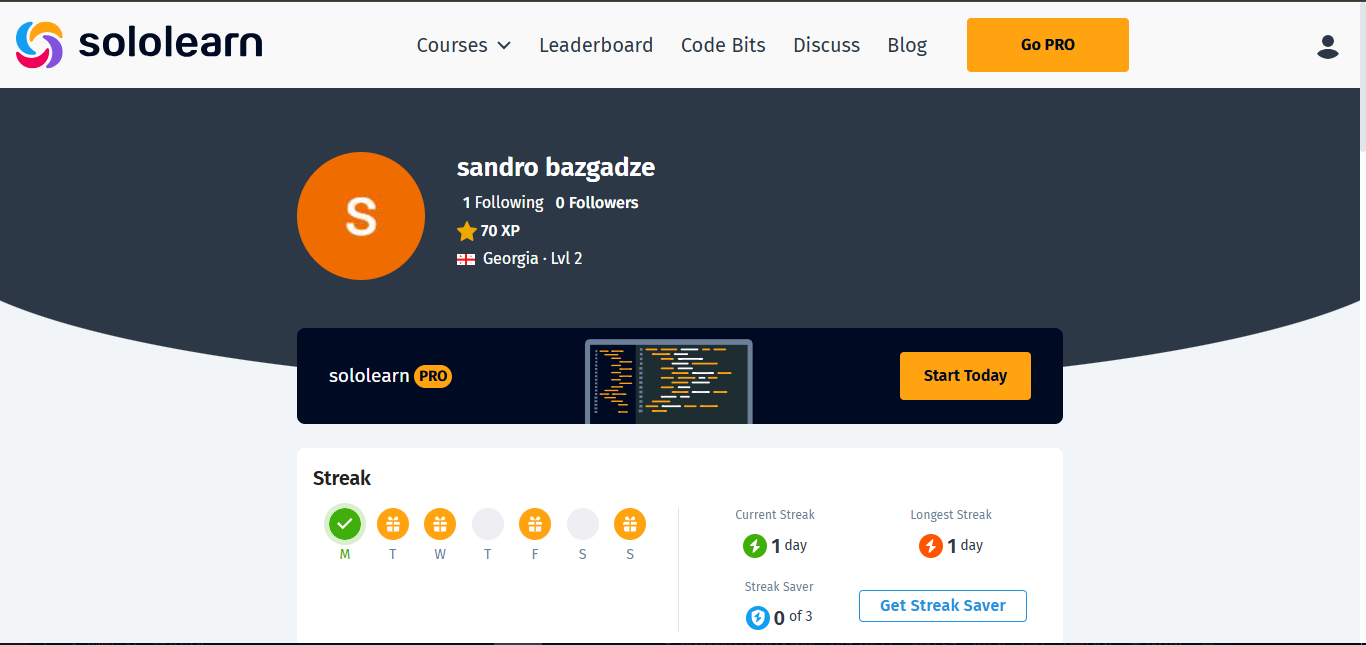 sololearn
Courses Leaderboard Code Bits Discuss Blog Go PRO
S
sandro bazgadze
1 Following 0 Followers
70 XP
Georgia · Lvl 2
sololearn PRO
Start Today
Streak
M T W T F S S
Current Streak Longest Streak
1 day 1 day
Streak Saver
0 of 3
Get Streak Saver